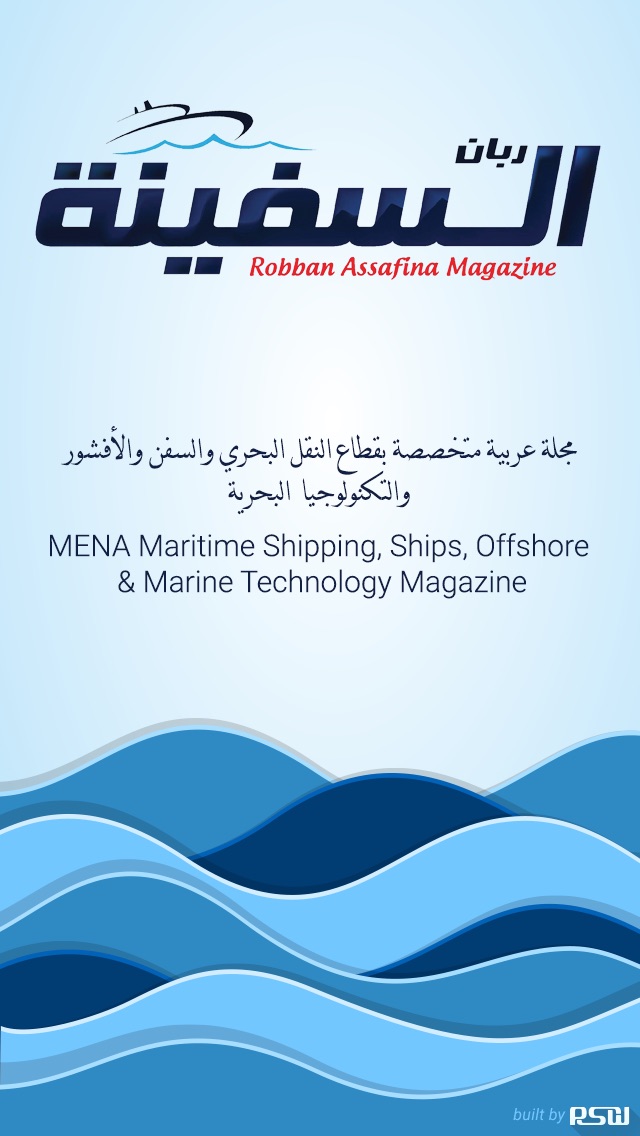 ربان
السفينة
Robban Assafina Magazine
مجلة عربية متخصصة بقطاع النقل البحري والسفن والأفشور
والتكنولوجيا البحرية
MENA Maritime Shipping, Ships, Offshore
& Marine Technology Magazine
built by RSW